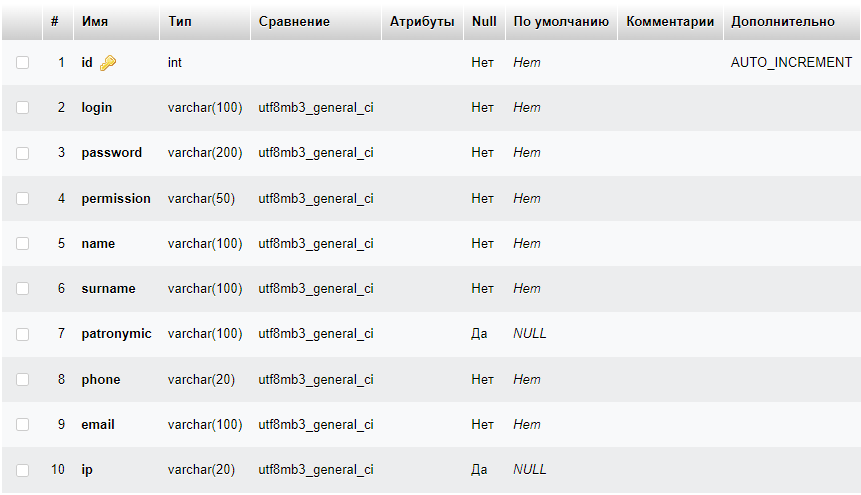 # Имя Тип Сравнение Атрибуты Null По умолчанию Комментарии Дополнительно
1 id int Нет Нет AUTO_INCREMENT
2 login varchar(100) utf8mb3_general_ci Нет Нет
3 password varchar(200) utf8mb3_general_ci Нет Нет
4 permission varchar(50) utf8mb3_general_ci Нет Нет
5 name varchar(100) utf8mb3_general_ci Нет Нет
6 surname varchar(100) utf8mb3_general_ci Нет Нет
7 patronymic varchar(100) utf8mb3_general_ci Да NULL
8 phone varchar(20) utf8mb3_general_ci Нет Нет
9 email varchar(100) utf8mb3_general_ci Нет Нет
10 ip varchar(20) utf8mb3_general_ci Да NULL